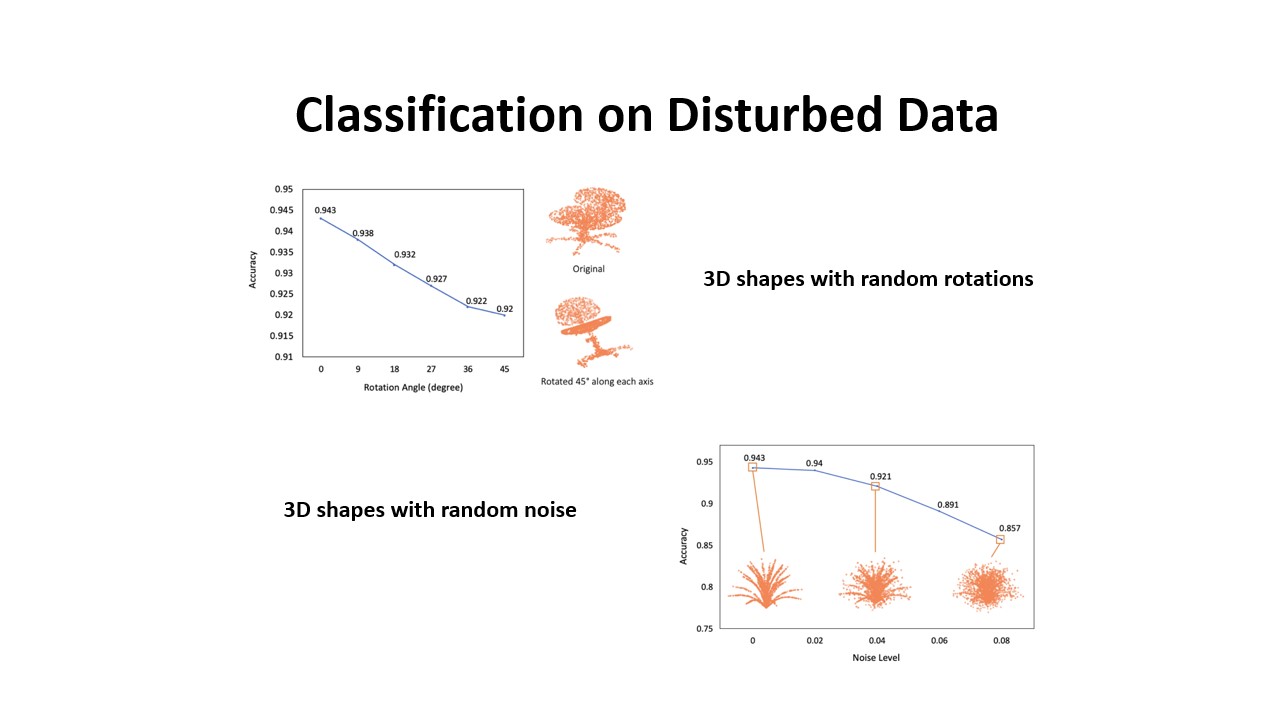 Classification on Disturbed Data
0.95
0.945
0.94
0.935
0.93
0.925
0.92
0.915
0.91
Accuracy
0.943
0.938
0.932
0.927
0.922
0.92
0 9 18 27 36 45
Rotation Angle (degree)
Original
Rotated 45° along each axis
3D shapes with random rotations
3D shapes with random noise
0.95
0.9
0.85
0.8
0.75
Accuracy
0.943
0.94
0.921
0.891
0.857
0 0.02 0.04 0.06 0.08
Noise Level